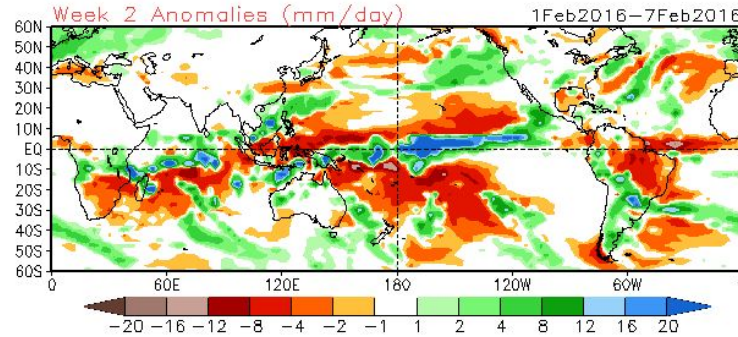 Week 2 Anomalies (mm/day) 1Feb2016–7Feb2016
60N
50N
40N
30N
20N
10N
EQ
10S
20S
30S
40S
50S
60S
0 60E 120E 180 120W 60W
−20 −16 −12 −8 −4 −2 −1 1 2 4 8 12 16 20